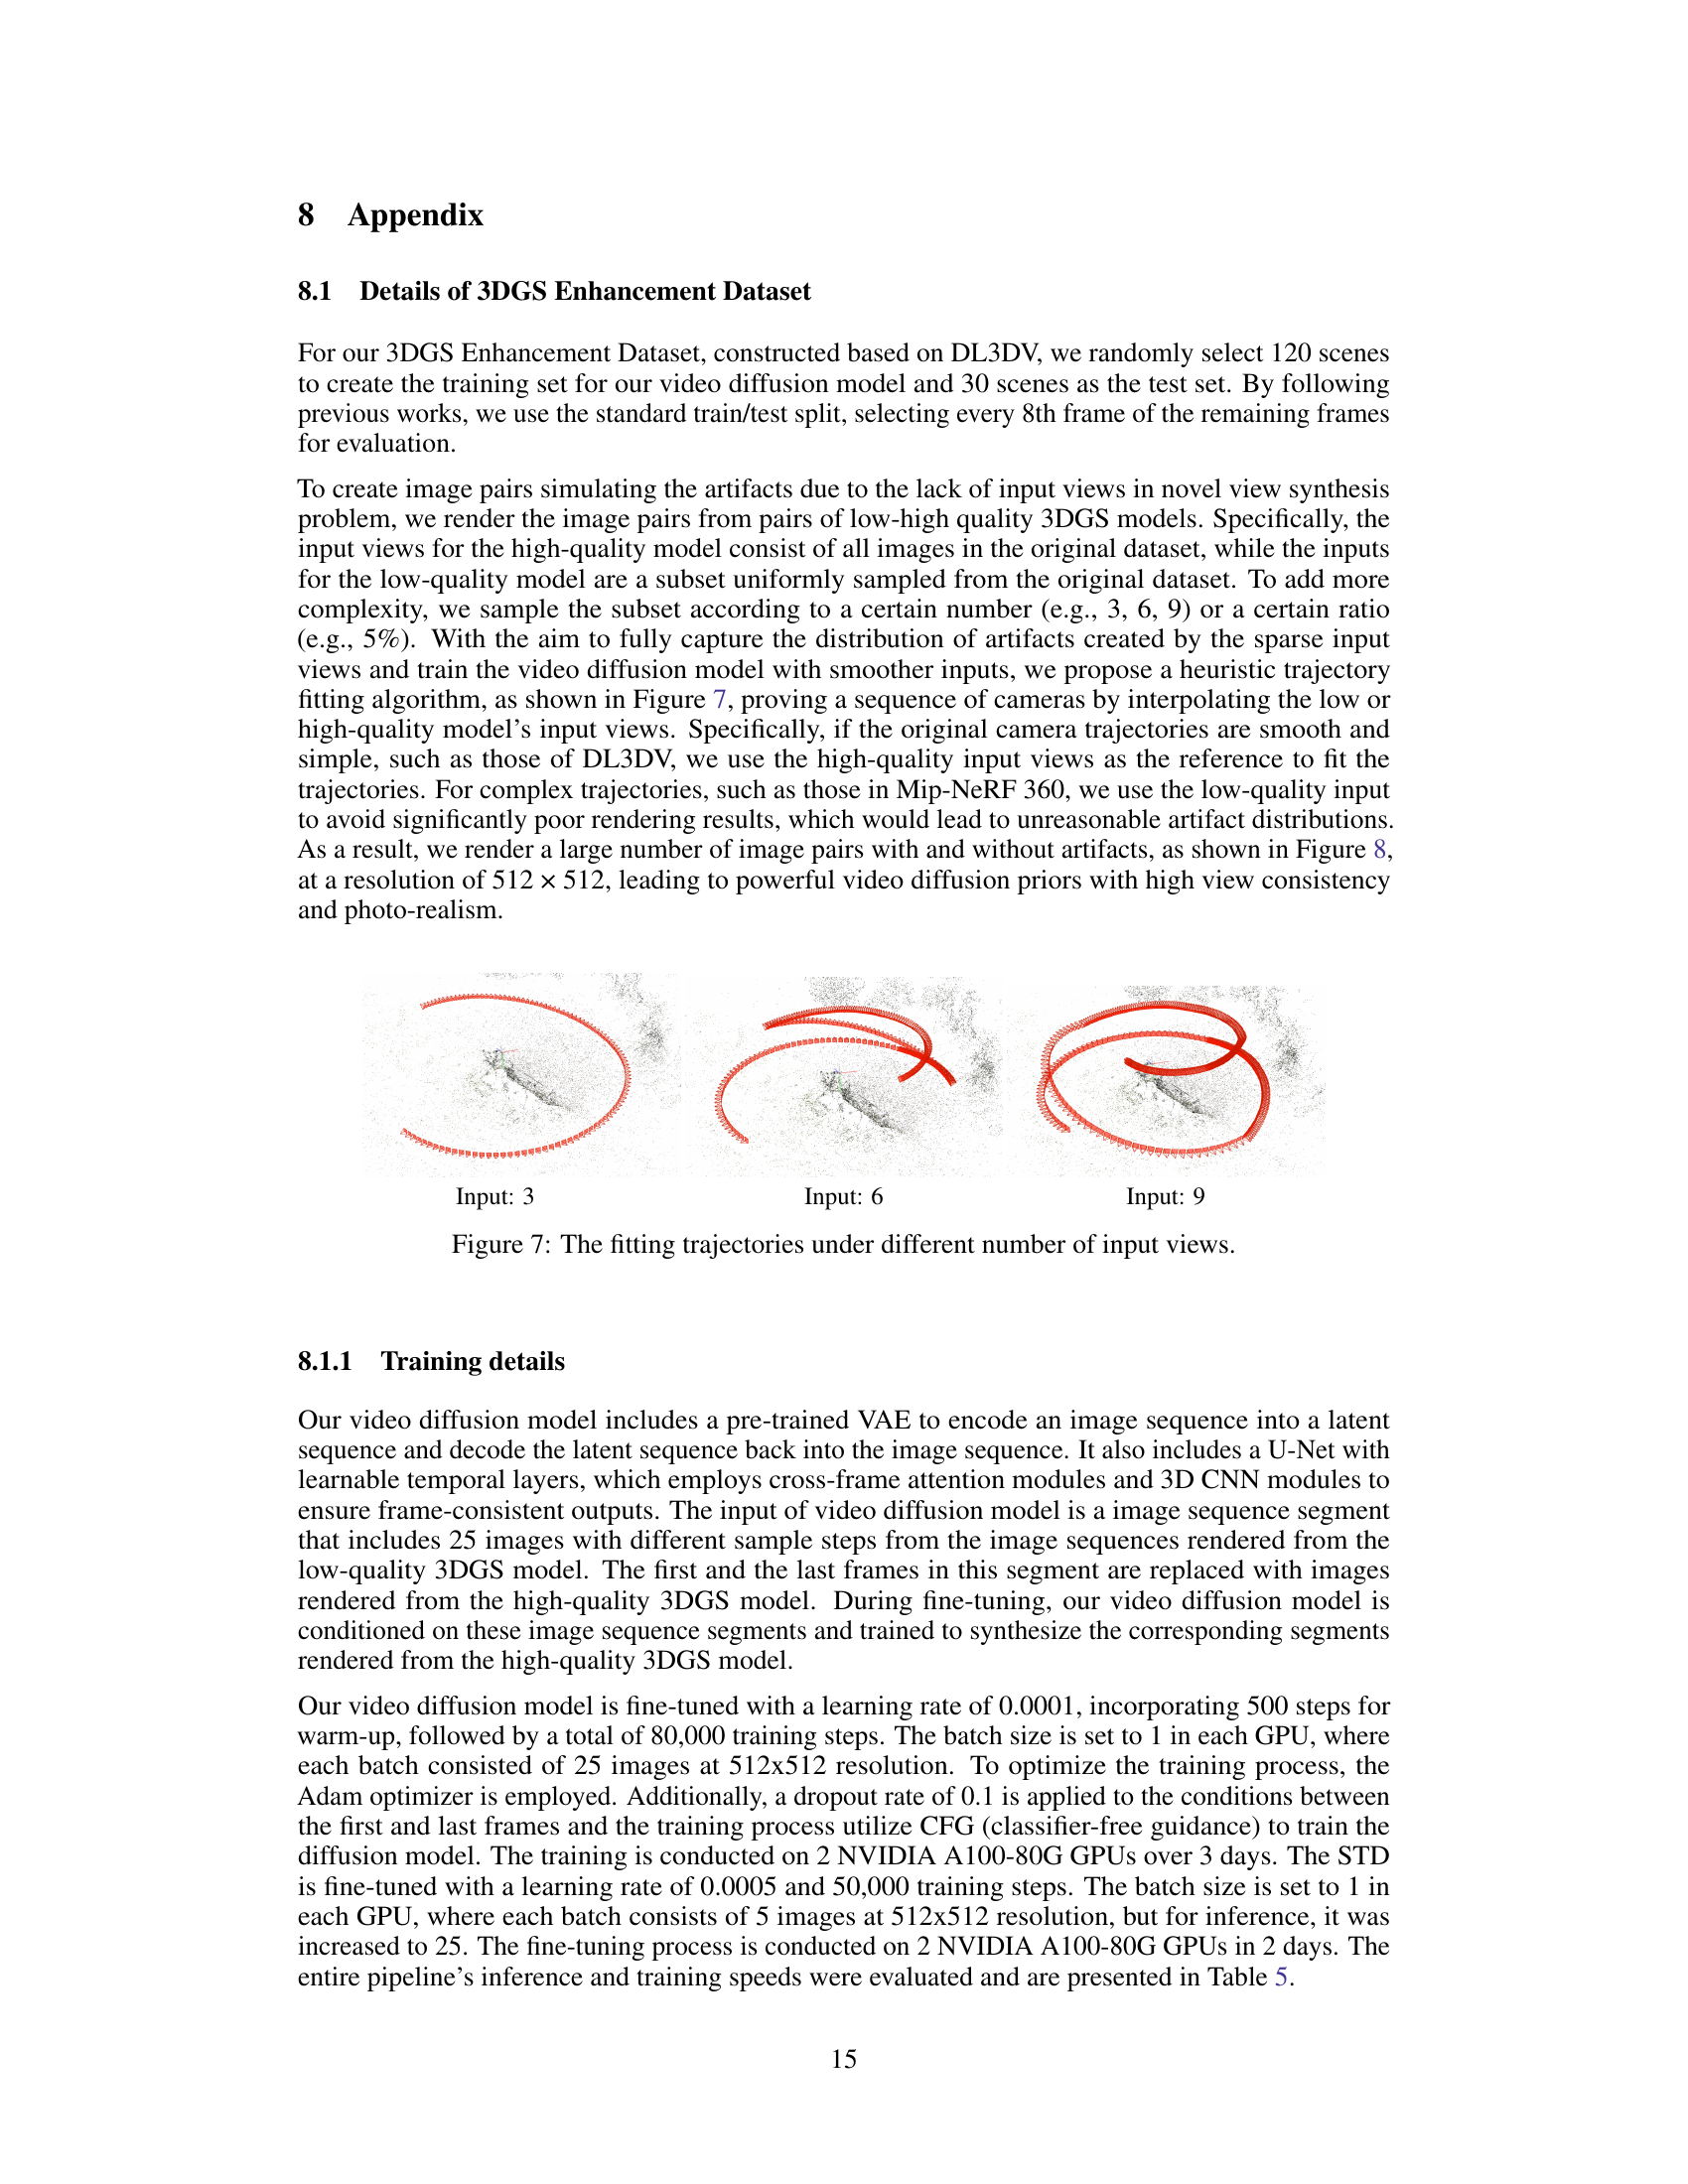 8 Appendix
8.1 Details of 3DGS Enhancement Dataset
For our 3DGS Enhancement Dataset, constructed based on DL3DV, we randomly select 120 scenes
to create the training set for our video diffusion model and 30 scenes as the test set. By following
previous works, we use the standard train/test split, selecting every 8th frame of the remaining frames
for evaluation.
To create image pairs simulating the artifacts due to the lack of input views in novel view synthesis
problem, we render the image pairs from pairs of low-high quality 3DGS models. Specifically, the
input views for the high-quality model consist of all images in the original dataset, while the inputs
for the low-quality model are a subset uniformly sampled from the original dataset. To add more
complexity, we sample the subset according to a certain number (e.g., 3, 6, 9) or a certain ratio
(e.g., 5%). With the aim to fully capture the distribution of artifacts created by the sparse input
views and train the video diffusion model with smoother inputs, we propose a heuristic trajectory
fitting algorithm, as shown in Figure 7, proving a sequence of cameras by interpolating the low or
high-quality model's input views. Specifically, if the original camera trajectories are smooth and
simple, such as those of DL3DV, we use the high-quality input views as the reference to fit the
trajectories. For complex trajectories, such as those in Mip-NeRF 360, we use the low-quality input
to avoid significantly poor rendering results, which would lead to unreasonable artifact distributions.
As a result, we render a large number of image pairs with and without artifacts, as shown in Figure 8,
at a resolution of 512 × 512, leading to powerful video diffusion priors with high view consistency
and photo-realism.
Input: 3
Input: 6
Input: 9
Figure 7: The fitting trajectories under different number of input views.
8.1.1 Training details
Our video diffusion model includes a pre-trained VAE to encode an image sequence into a latent
sequence and decode the latent sequence back into the image sequence. It also includes a U-Net with
learnable temporal layers, which employs cross-frame attention modules and 3D CNN modules to
ensure frame-consistent outputs. The input of video diffusion model is a image sequence segment
that includes 25 images with different sample steps from the image sequences rendered from the
low-quality 3DGS model. The first and the last frames in this segment are replaced with images
rendered from the high-quality 3DGS model. During fine-tuning, our video diffusion model is
conditioned on these image sequence segments and trained to synthesize the corresponding segments
rendered from the high-quality 3DGS model.
Our video diffusion model is fine-tuned with a learning rate of 0.0001, incorporating 500 steps for
warm-up, followed by a total of 80,000 training steps. The batch size is set to 1 in each GPU, where
each batch consisted of 25 images at 512x512 resolution. To optimize the training process, the
Adam optimizer is employed. Additionally, a dropout rate of 0.1 is applied to the conditions between
the first and last frames and the training process utilize CFG (classifier-free guidance) to train the
diffusion model. The training is conducted on 2 NVIDIA A100-80G GPUs over 3 days. The STD
is fine-tuned with a learning rate of 0.0005 and 50,000 training steps. The batch size is set to 1 in
each GPU, where each batch consists of 5 images at 512x512 resolution, but for inference, it was
increased to 25. The fine-tuning process is conducted on 2 NVIDIA A100-80G GPUs in 2 days. The
entire pipeline's inference and training speeds were evaluated and are presented in Table 5.
15